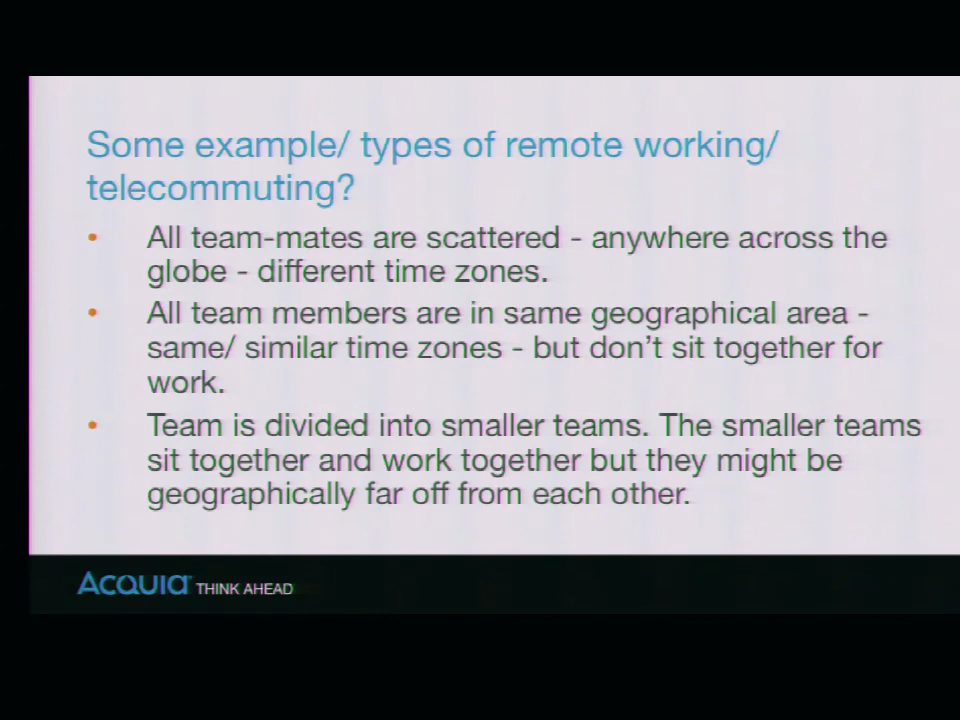 Some example/ types of remote working/
telecommuting?
• All team-mates are scattered - anywhere across the
globe - different time zones.
• All team members are in same geographical area -
same/ similar time zones - but don’t sit together for
work.
• Team is divided into smaller teams. The smaller teams
sit together and work together but they might be
geographically far off from each other.
Acquia THINK AHEAD